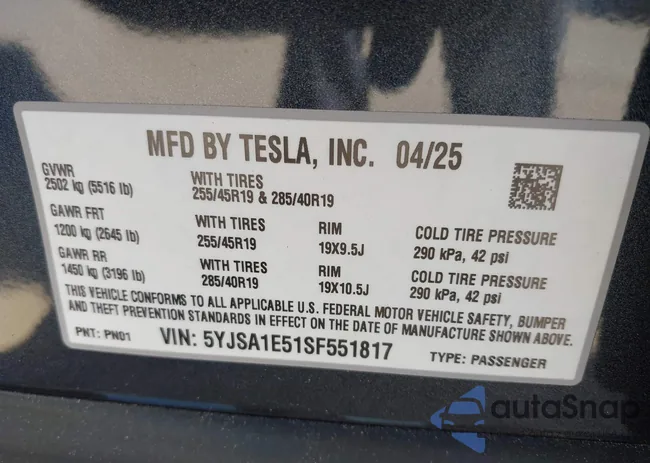 MFD BY TESLA, INC. 04/25
GVWR
2502 kg (5516 lb)
WITH TIRES
255/45R19 & 285/40R19
GAWR FRT
1200 kg (2645 lb)
WITH TIRES
255/45R19
RIM
19X9.5J
COLD TIRE PRESSURE
290 kPa, 42 psi
GAWR RR
1450 kg (3196 lb)
WITH TIRES
285/40R19
RIM
19X10.5J
COLD TIRE PRESSURE
290 kPa, 42 psi
THIS VEHICLE CONFORMS TO ALL APPLICABLE U.S. FEDERAL MOTOR VEHICLE SAFETY, BUMPER
AND THEFT PREVENTION STANDARDS IN EFFECT ON THE DATE OF MANUFACTURE SHOWN ABOVE.
PNT: PN01
VIN: 5YJSA1E51SF551817
TYPE: PASSENGER
autoSnap